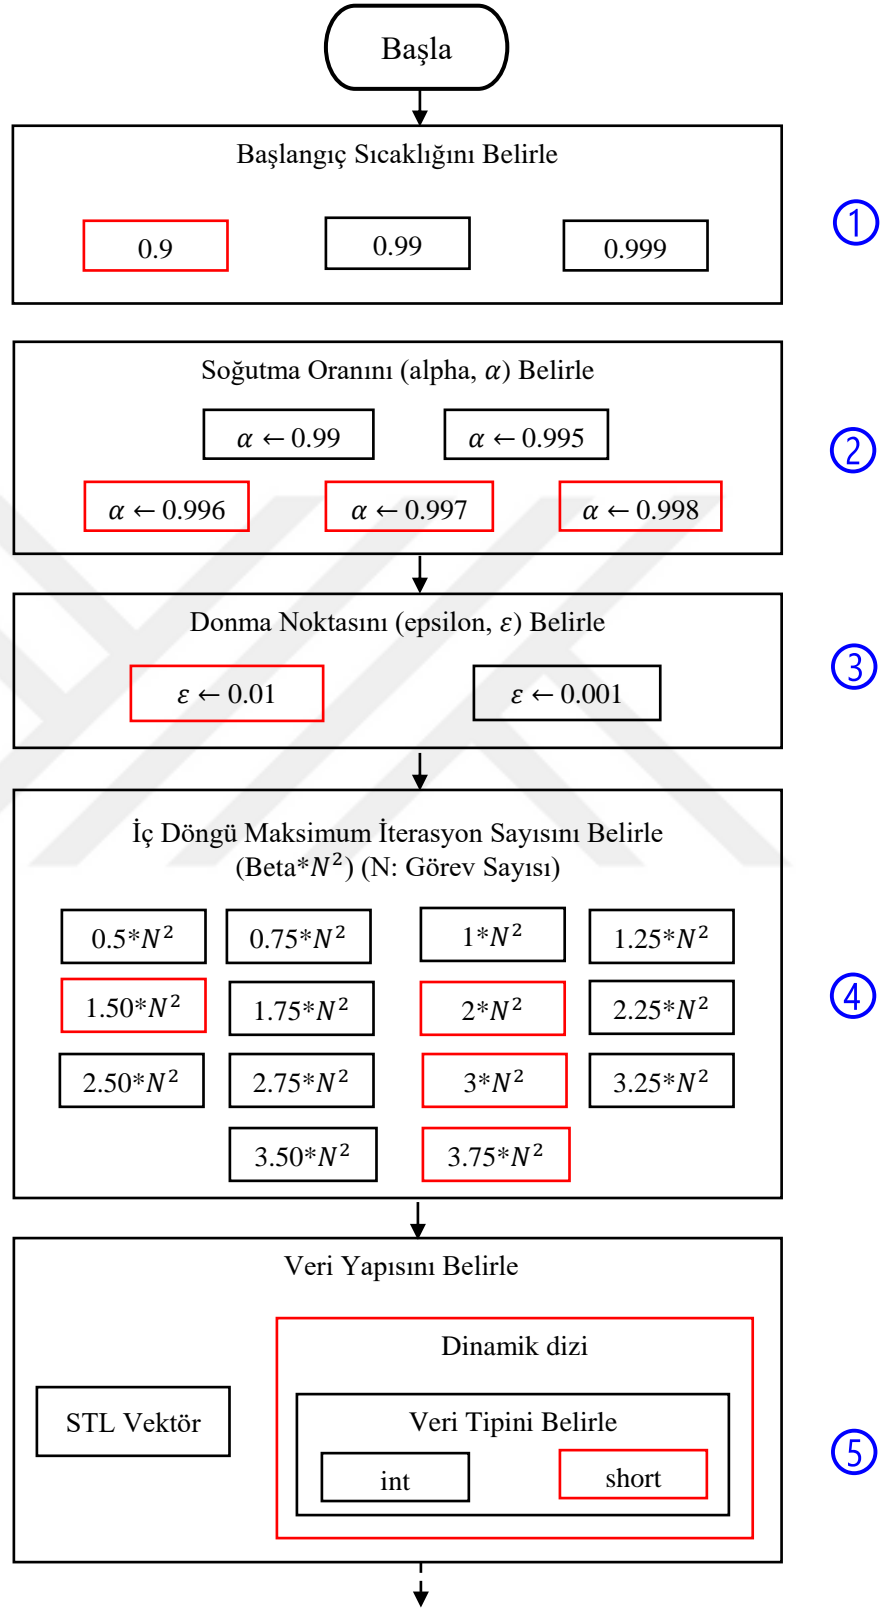 Başla
Başlangıç Sıcaklığını Belirle
0.9 0.99 0.999
①
Soğutma Oranını (alpha, α) Belirle
α ← 0.99 α ← 0.995
②
α ← 0.996 α ← 0.997 α ← 0.998
Donma Noktasını (epsilon, ε) Belirle
③
ε ← 0.01 ε ← 0.001
İç Döngü Maksimum İterasyon Sayısını Belirle
(Beta*N²) (N: Görev Sayısı)
0.5*N² 0.75*N² 1*N² 1.25*N²
④
1.50*N² 1.75*N² 2*N² 2.25*N²
2.50*N² 2.75*N² 3*N² 3.25*N²
3.50*N² 3.75*N²
Veri Yapısını Belirle
Dinamik dizi
STL Vektör
Veri Tipini Belirle
⑤
int short